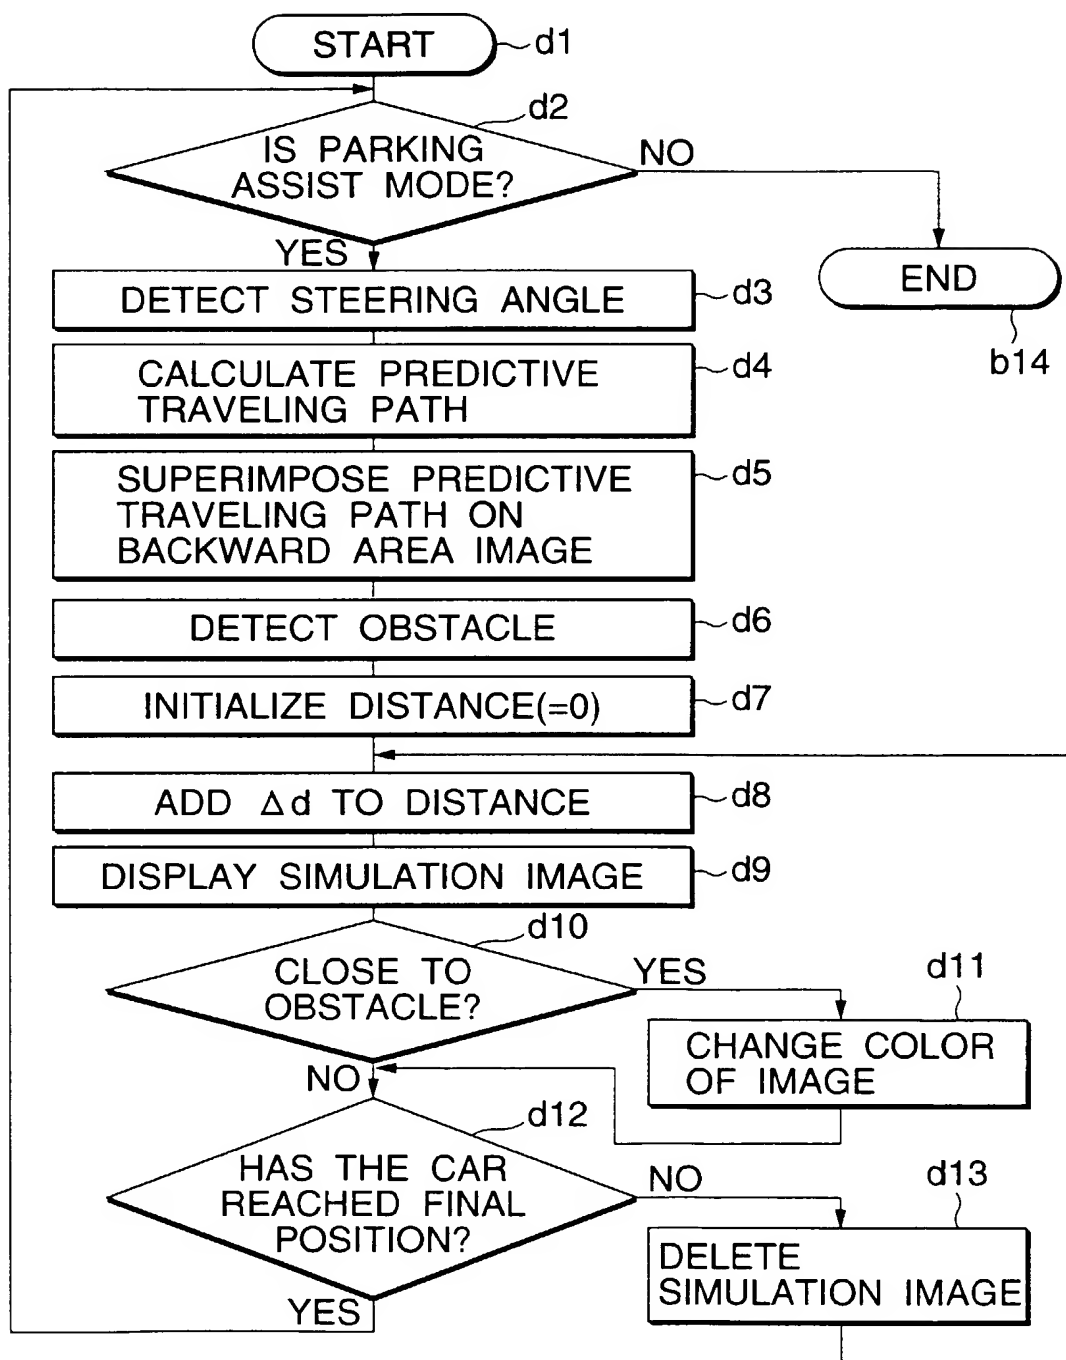 START
d1
d2
IS PARKING
ASSIST MODE?
NO
YES
END
b14
DETECT STEERING ANGLE
d3
CALCULATE PREDICTIVE
TRAVELING PATH
d4
SUPERIMPOSE PREDICTIVE
TRAVELING PATH ON
BACKWARD AREA IMAGE
d5
DETECT OBSTACLE
d6
INITIALIZE DISTANCE(=0)
d7
ADD Δd TO DISTANCE
d8
DISPLAY SIMULATION IMAGE
d9
d10
CLOSE TO
OBSTACLE?
YES
d11
CHANGE COLOR
OF IMAGE
NO
d12
HAS THE CAR
REACHED FINAL
POSITION?
NO
d13
DELETE
SIMULATION IMAGE
YES